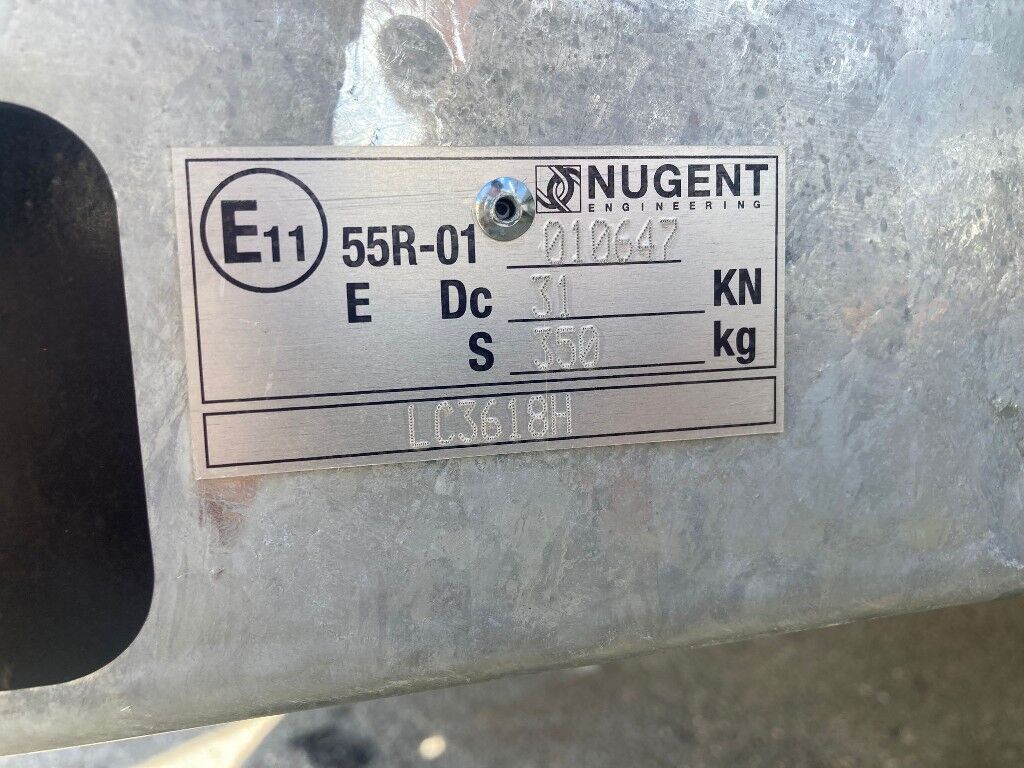 NUGENT
ENGINEERING
E11 55R-01 010647
E Dc 31 KN
S 350 kg
LC3618H